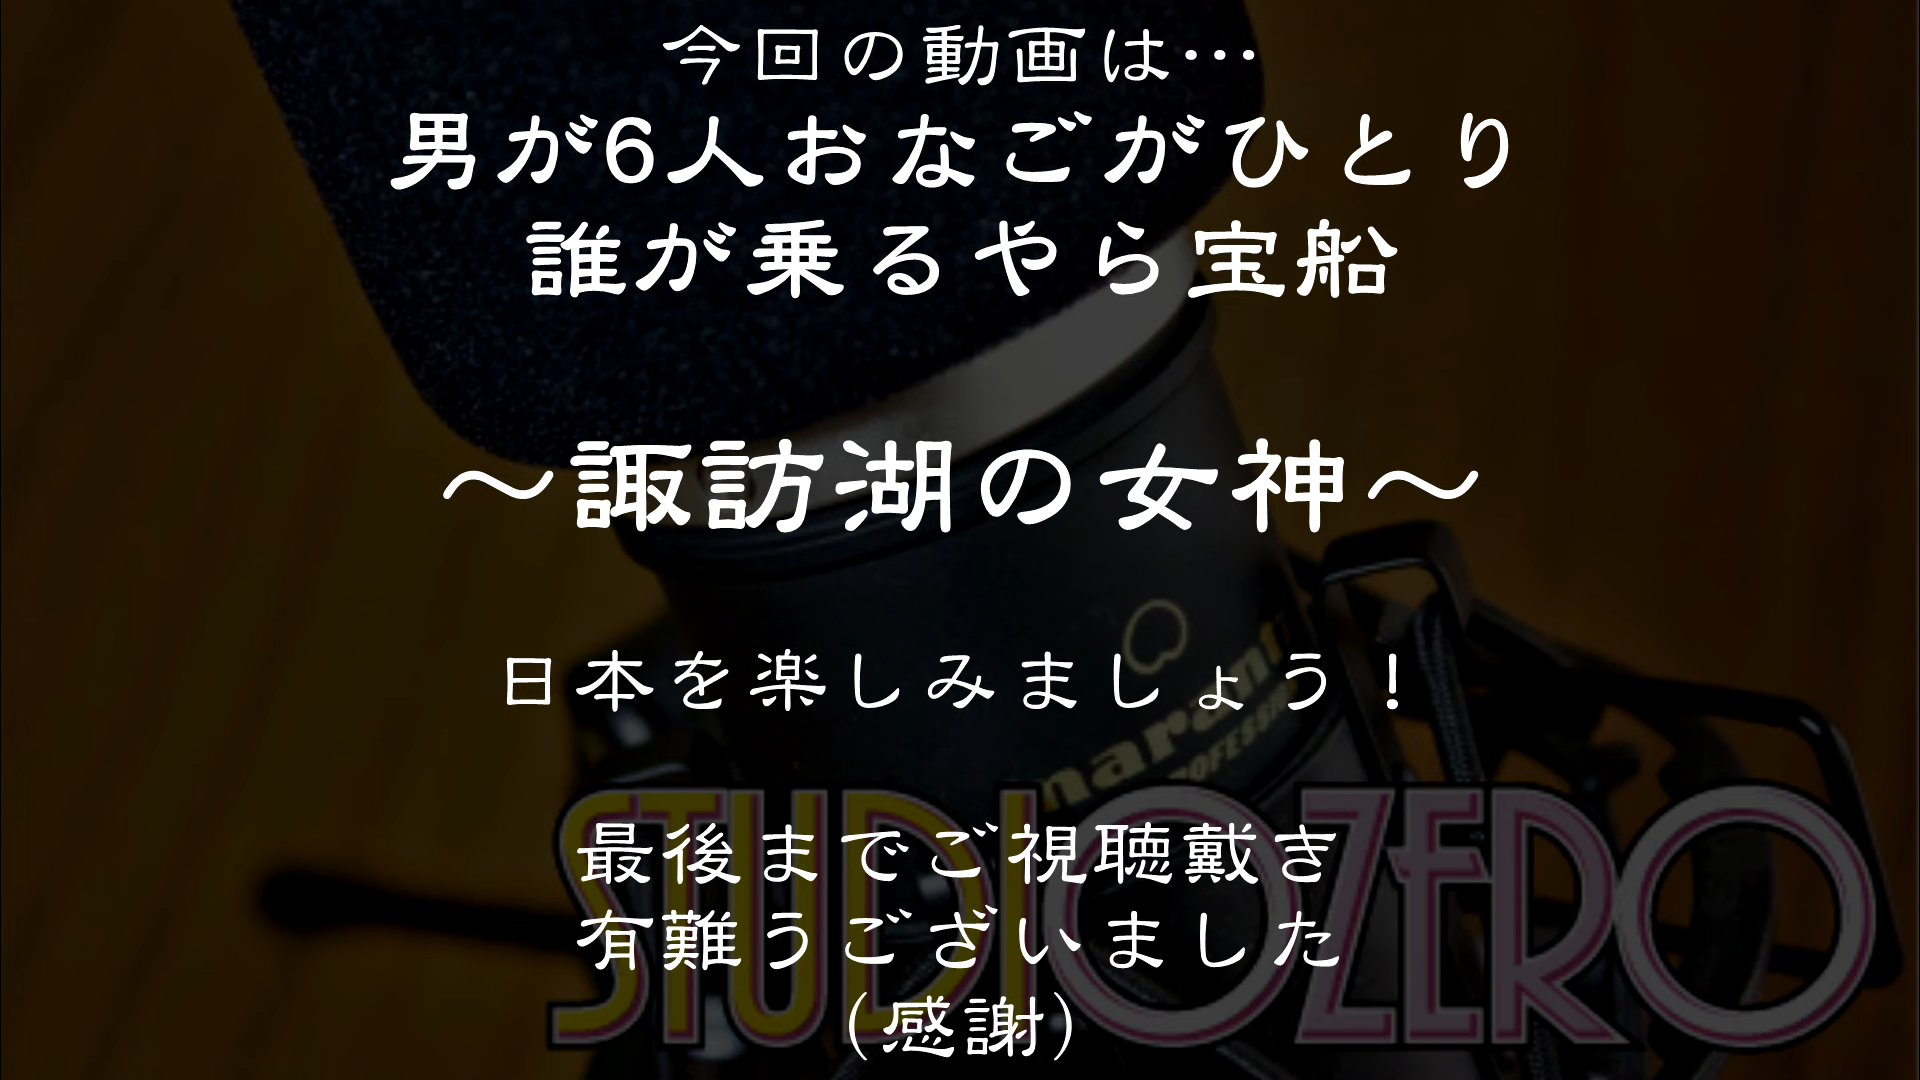 今回の動画は…
男が6人おなごがひとり
誰が乗るやら宝船
～諏訪湖の女神～
日本を楽しみましょう！
marant
PROFESSI
STUDIOZERO
最後までご視聴戴き
有難うございました
(感謝)